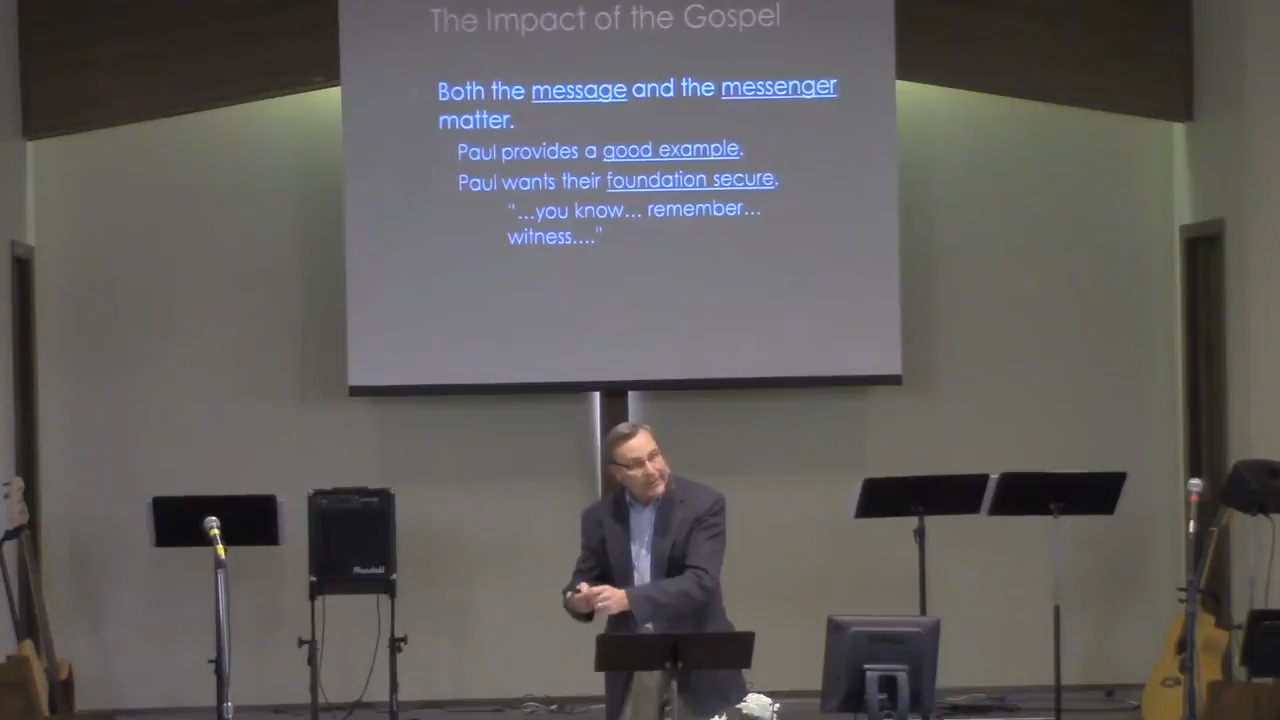 The Impact of the Gospel
Both the message and the messenger
matter.
Paul provides a good example.
Paul wants their foundation secure.
"...you know... remember...
witness...."
Randall